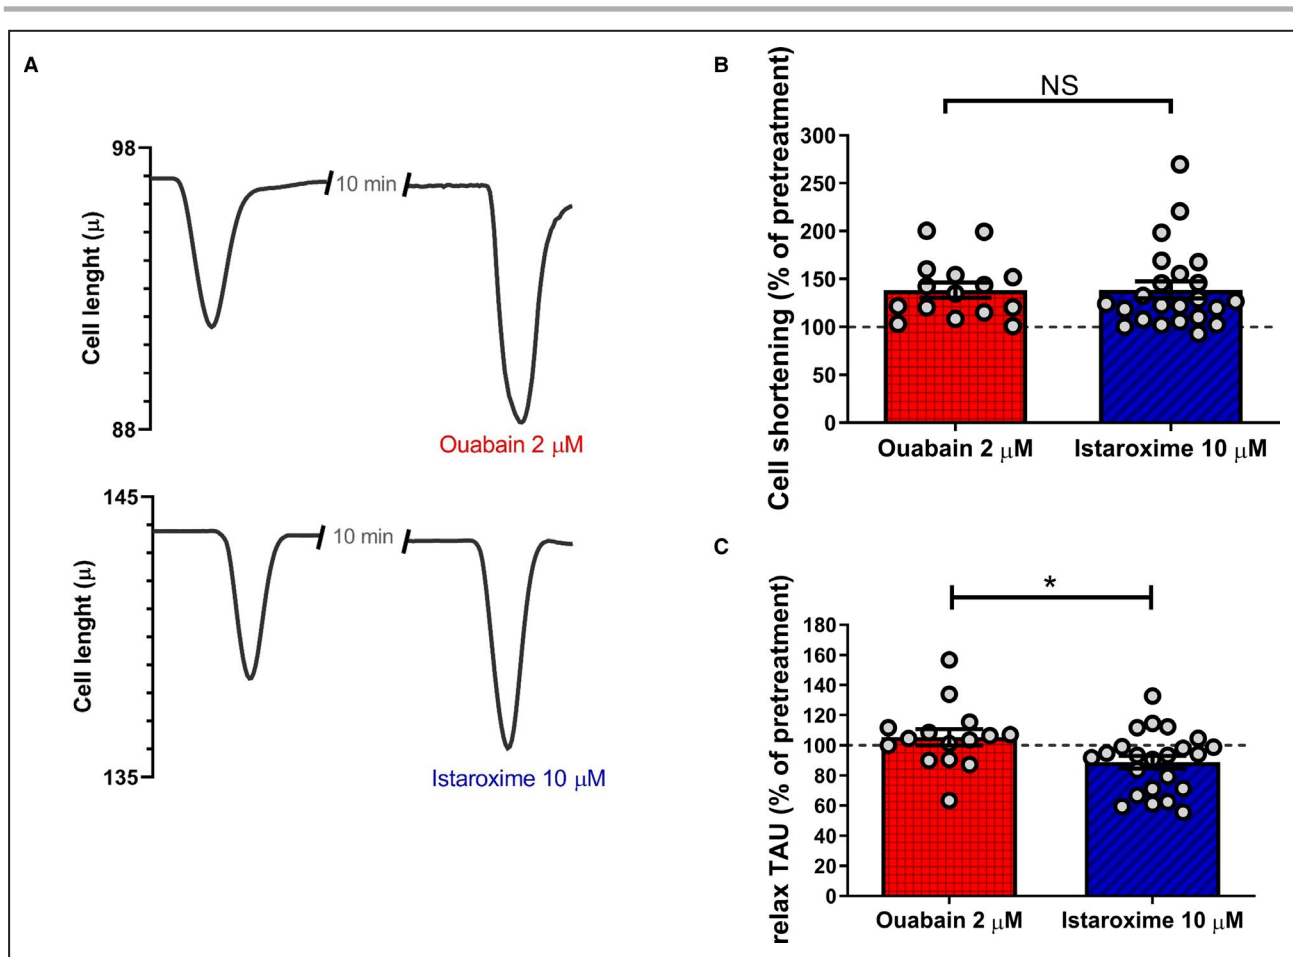 A
98
Cell lenght (μ)
10 min
88
Ouabain 2 μM
145
Cell lenght (μ)
10 min
135
Istaroxime 10 μM
B
NS
Cell shortening (% of pretreatment)
300
250
200
150
100
50
0
Ouabain 2 μM
Istaroxime 10 μM
C
*
relax TAU (% of pretreatment)
180
160
140
120
100
80
60
40
20
0
Ouabain 2 μM
Istaroxime 10 μM